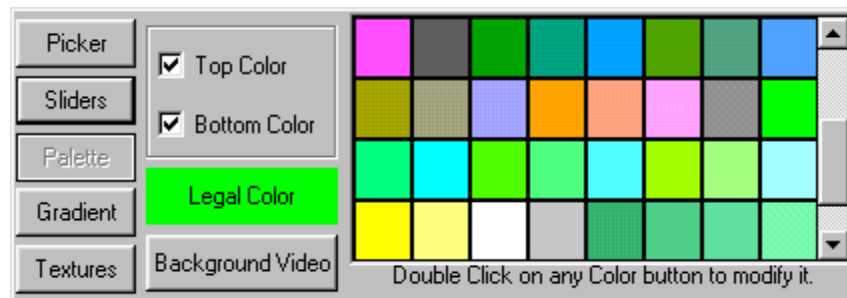 Picker
Sliders
Palette
Gradient
Textures
Top Color
Bottom Color
Legal Color
Background Video
Double Click on any Color button to modify it.